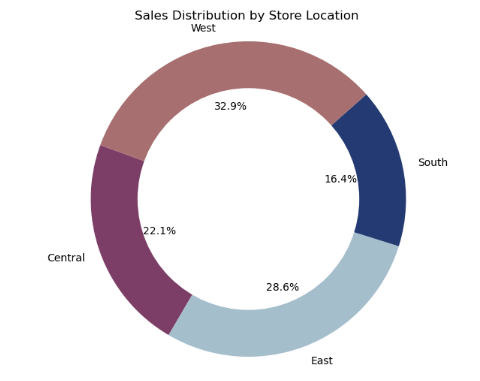 Sales Distribution by Store Location
West
32.9%
South
16.4%
22.1%
Central
28.6%
East